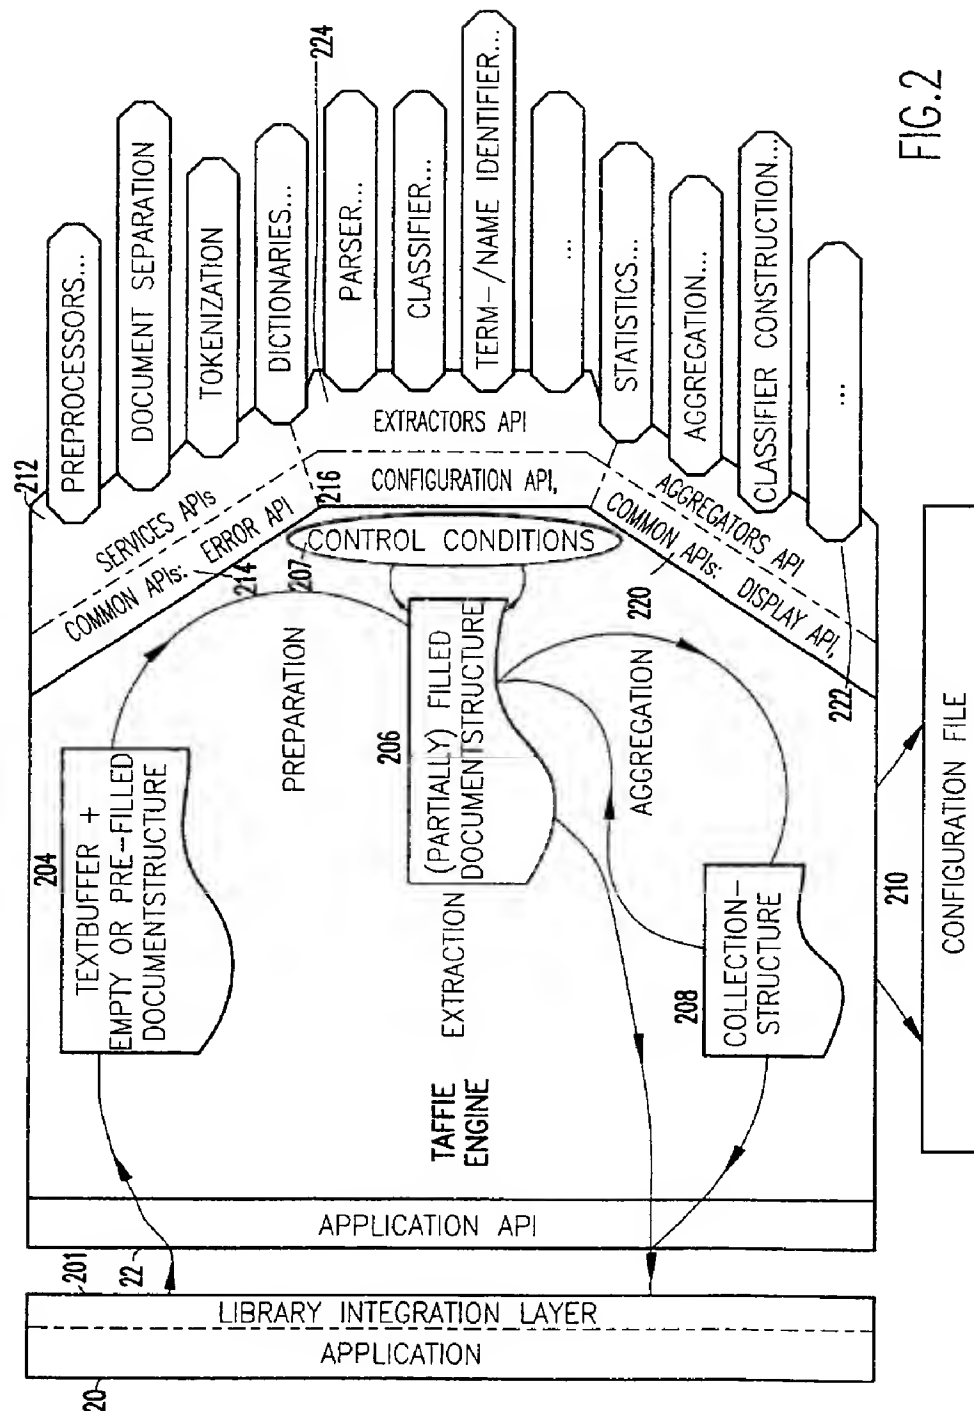 20
APPLICATION
LIBRARY INTEGRATION LAYER
201
22
APPLICATION API
TAFFIE
ENGINE
204
TEXTBUFFER +
EMPTY OR PRE-FILLED
DOCUMENTSTRUCTURE
PREPARATION
EXTRACTION
206
(PARTIALLY) FILLED
DOCUMENTSTRUCTURE
207
CONTROL CONDITIONS
AGGREGATION
208
COLLECTION-
STRUCTURE
210
CONFIGURATION FILE
212
SERVICES APIs
COMMON APIs: ERROR API
214
216
CONFIGURATION API,
EXTRACTORS API
224
220
COMMON APIs: DISPLAY API,
AGGREGATORS API
222
PREPROCESSORS...
DOCUMENT SEPARATION
TOKENIZATION
DICTIONARIES...
PARSER...
CLASSIFIER...
TERM-/NAME IDENTIFIER...
...
STATISTICS...
AGGREGATION...
CLASSIFIER CONSTRUCTION...
...
FIG.2